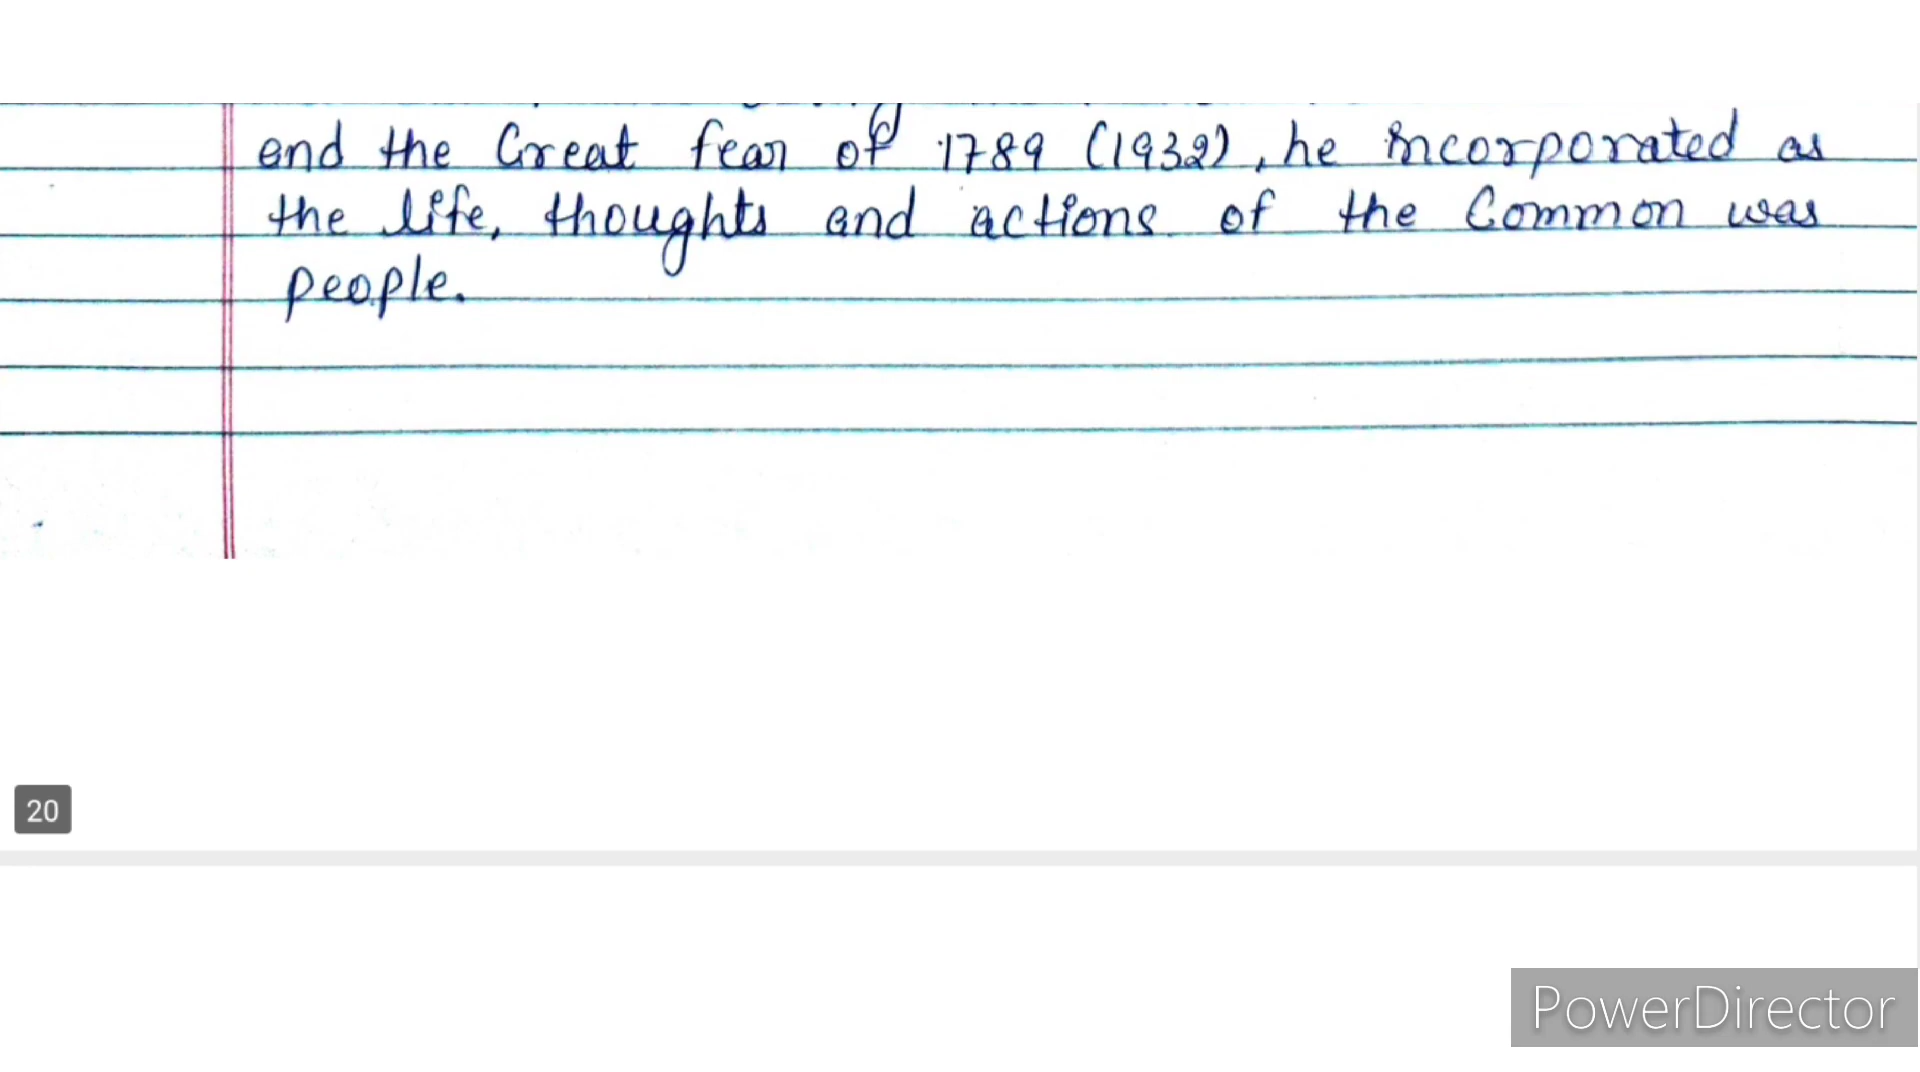 end the Great fear of 1789 (1932), he incorporated as
the life, thoughts and actions of the Common was
people.
20
PowerDirector